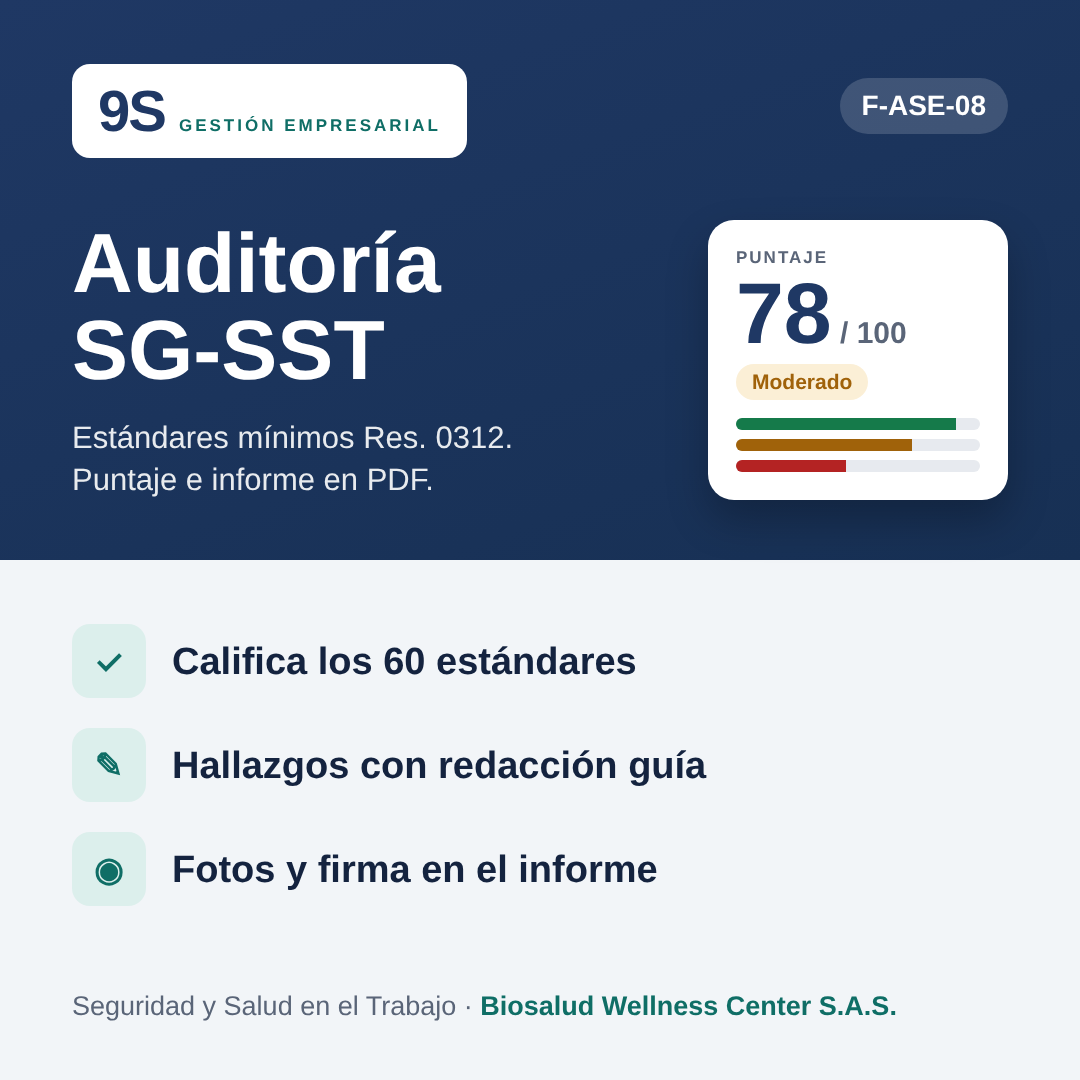 9S GESTIÓN EMPRESARIAL
F-ASE-08
Auditoría
SG-SST
Estándares mínimos Res. 0312.
Puntaje e informe en PDF.
PUNTAJE
78 / 100
Moderado
Califica los 60 estándares
Hallazgos con redacción guía
Fotos y firma en el informe
Seguridad y Salud en el Trabajo · Biosalud Wellness Center S.A.S.